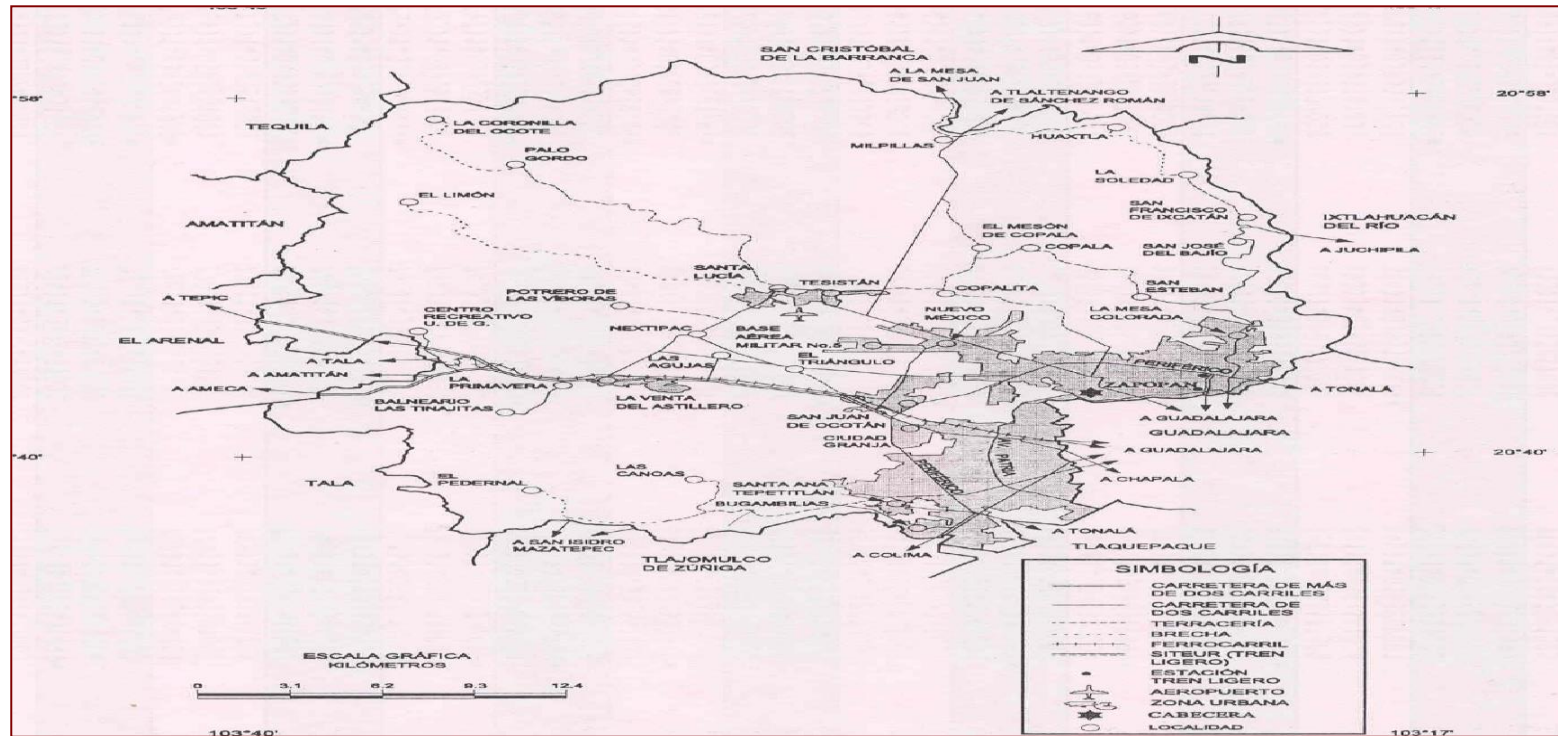 SAN CRISTÓBAL
DE LA BARRANCA
A LA MESA
DE SAN JUAN
A TLALTENANGO
DE SÁNCHEZ ROMÁN
N
20°58'
TEQUILA
LA CORONILLA
DEL OCOTE
PALO
GORDO
MILPILLAS
HUAXTLA
LA
SOLEDAD
EL LIMÓN
AMATITÁN
SAN
FRANCISCO
DE IXCATÁN
IXTLAHUACÁN
DEL RÍO
A JUCHIPILA
EL MESÓN
DE COPALA
COPALA
SAN JOSÉ
DEL BAJÍO
SANTA
LUCÍA
TESISTÁN
COPALITA
SAN
ESTEBAN
A TEPIC
POTRERO DE
LAS VÍBORAS
CENTRO
RECREATIVO
U. DE G.
NEXTIPAC
BASE
AÉREA
MILITAR No.5
NUEVO
MÉXICO
LA MESA
COLORADA
EL ARENAL
A TALA
A AMATITÁN
A AMECA
LAS
AGUJAS
EL
TRIÁNGULO
PERIFÉRICO
LA
PRIMAVERA
ZAPOPAN
A TONALÁ
BALNEARIO
LAS TINAJITAS
LA VENTA
DEL ASTILLERO
SAN JUAN
DE OCOTÁN
CIUDAD
GRANJA
A GUADALAJARA
GUADALAJARA
A GUADALAJARA
20°40'
TALA
EL
PEDERNAL
LAS
CANOAS
SANTA ANA
TEPETITLÁN
BUGAMBILIAS
PERIFÉRICO
AV. PATRIA
A CHAPALA
A SAN ISIDRO
MAZATEPEC
TLAJOMULCO
DE ZÚÑIGA
A COLIMA
A TONALÁ
TLAQUEPAQUE
SIMBOLOGÍA
CARRETERA DE MÁS
DE DOS CARRILES
CARRETERA DE
DOS CARRILES
TERRACERÍA
BRECHA
FERROCARRIL
SITEUR (TREN
LIGERO)
ESTACIÓN
TREN LIGERO
AEROPUERTO
ZONA URBANA
CABECERA
LOCALIDAD
ESCALA GRÁFICA
KILÓMETROS
0 3.1 6.2 9.3 12.4
103°40'
103°17'